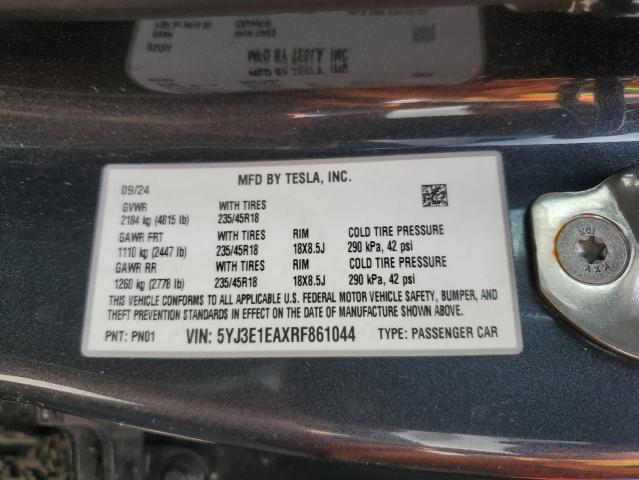 MFD BY TESLA, INC.
MFD BY TESLA, INC.
09/24
GVWR WITH TIRES
2184 kg (4815 lb) 235/45R18
GAWR FRT WITH TIRES RIM COLD TIRE PRESSURE
1110 kg (2447 lb) 235/45R18 18X8.5J 290 kPa, 42 psi
GAWR RR WITH TIRES RIM COLD TIRE PRESSURE
1260 kg (2778 lb) 235/45R18 18X8.5J 290 kPa, 42 psi
THIS VEHICLE CONFORMS TO ALL APPLICABLE U.S. FEDERAL MOTOR VEHICLE SAFETY, BUMPER, AND
THEFT PREVENTION STANDARDS IN EFFECT ON THE DATE OF MANUFACTURE SHOWN ABOVE.
PNT: PN01 VIN: 5YJ3E1EAXRF861044 TYPE: PASSENGER CAR